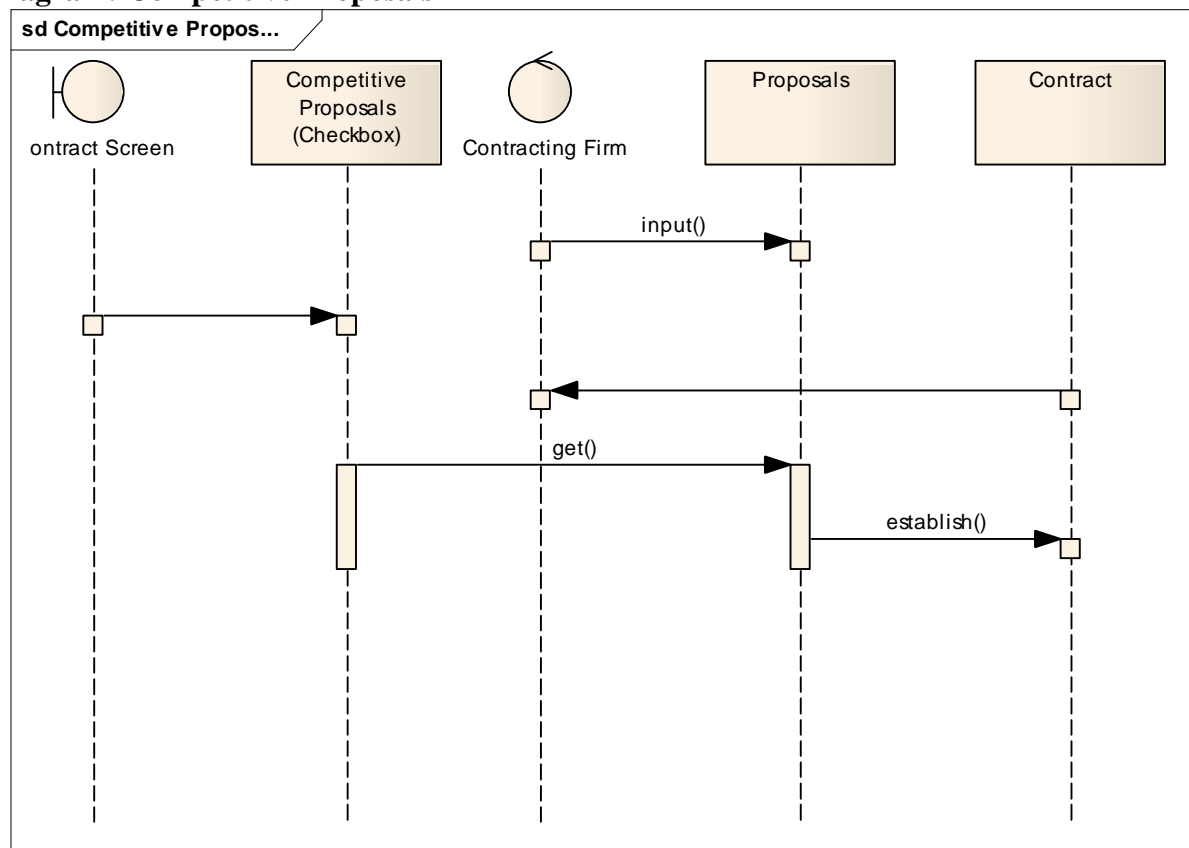 sd Competitive Propos...
ontract Screen
Competitive
Proposals
(Checkbox)
Contracting Firm
Proposals
Contract
input()
get()
establish()